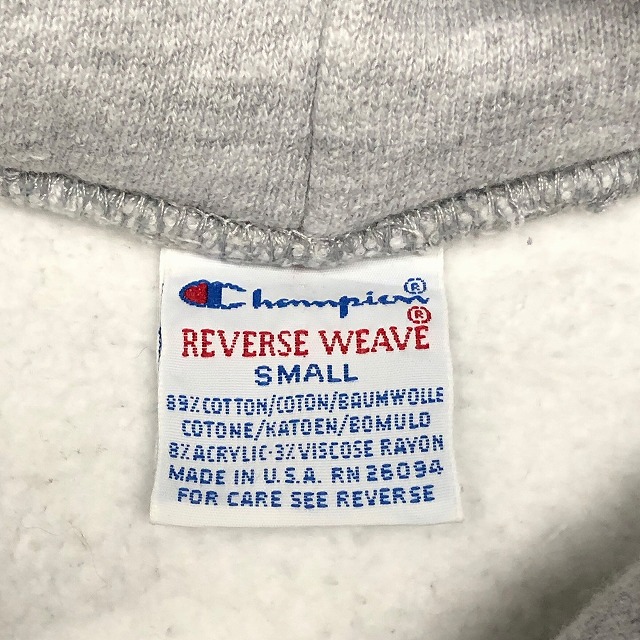 Champion®
REVERSE WEAVE®
SMALL
89% COTTON/COTON/BAUMWOLLE
COTONE/KATOEN/BOMULD
8% ACRYLIC-3% VISCOSE RAYON
MADE IN U.S.A. RN 26094
FOR CARE SEE REVERSE